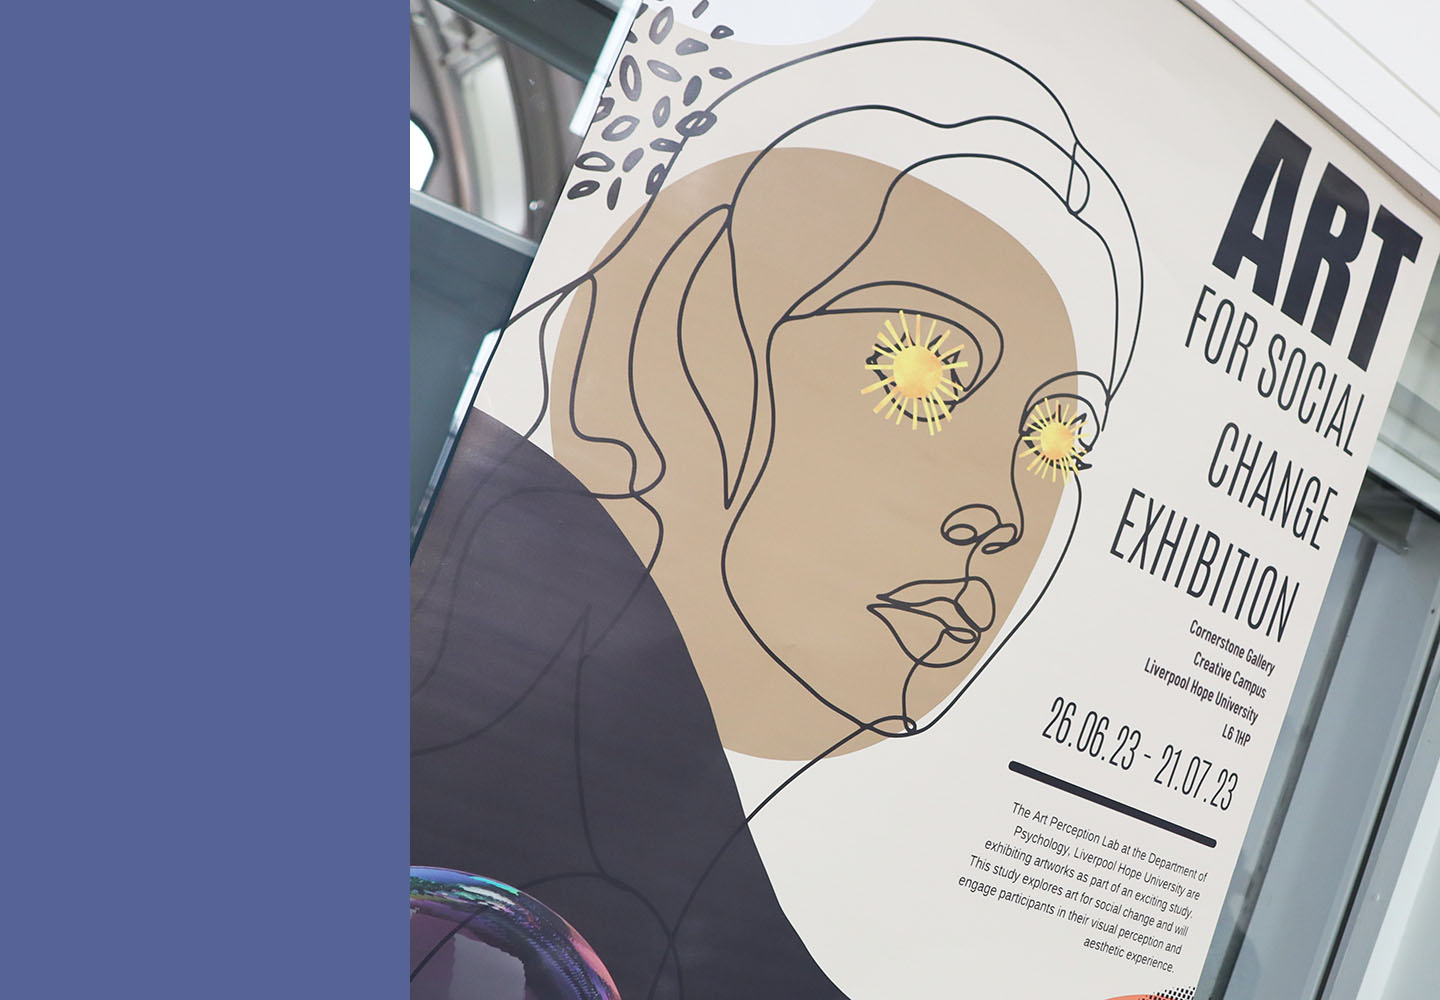 ART
FOR SOCIAL
CHANGE
EXHIBITION
Cornerstone Gallery
Creative Campus
Liverpool Hope University
L6 1HP
26.06.23 - 21.07.23
The Art Perception Lab at the Department of
Psychology, Liverpool Hope University are
exhibiting artworks as part of an exciting study.
This study explores art for social change and will
engage participants in their visual perception and
aesthetic experience.